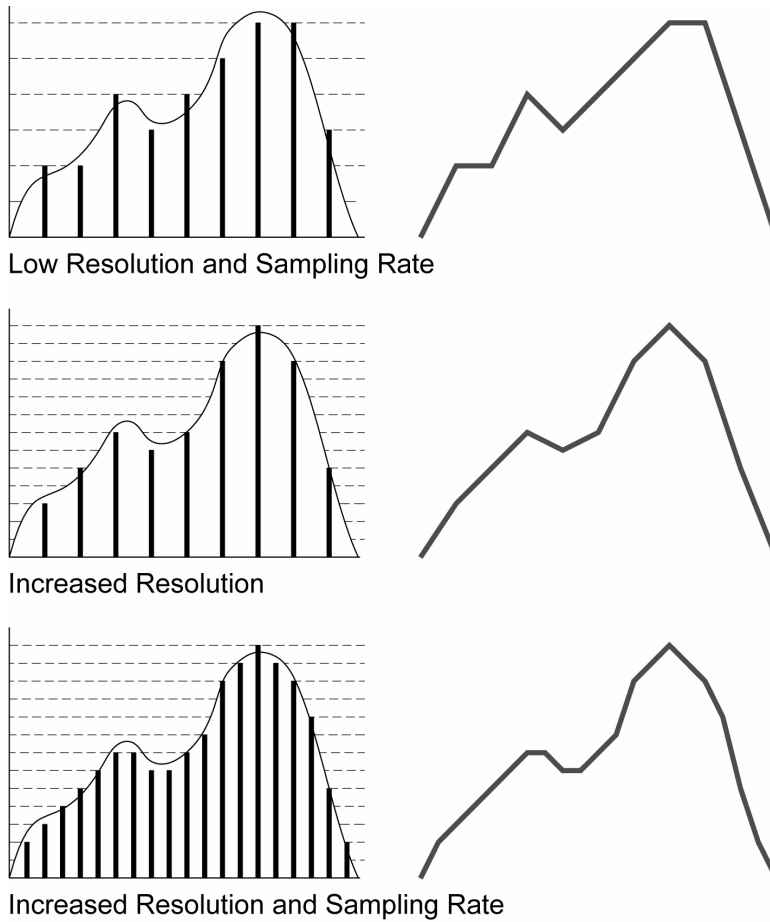 Low Resolution and Sampling Rate
Increased Resolution
Increased Resolution and Sampling Rate